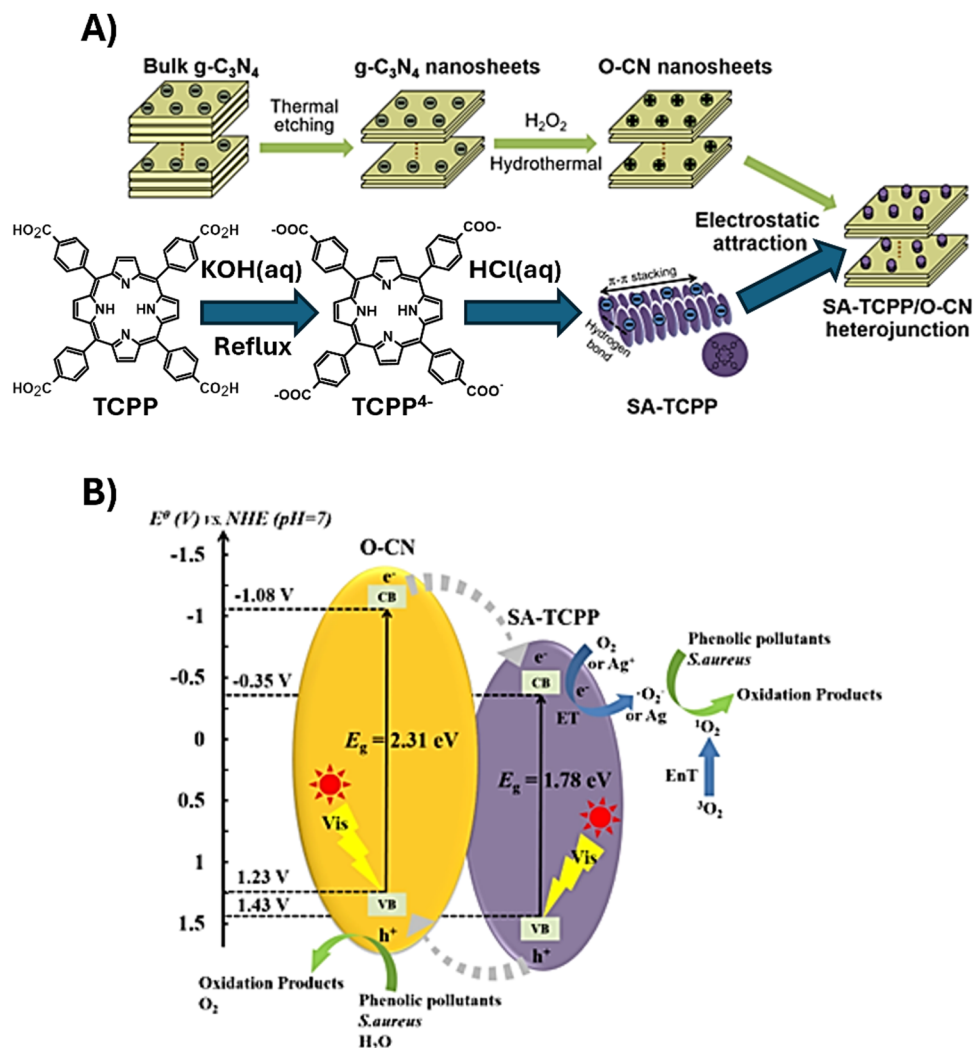 A)
Bulk g-C₃N₄
g-C₃N₄ nanosheets
O-CN nanosheets
Thermal
etching
H₂O₂
Hydrothermal
Electrostatic
attraction
SA-TCPP/O-CN
heterojunction
HO₂C
CO₂H
N
NH
HN
N
HO₂C
CO₂H
TCPP
KOH(aq)
Reflux
-OOC
COO-
N
NH
HN
N
-OOC
COO-
TCPP⁴⁻
HCl(aq)
π-π stacking
Hydrogen
bond
SA-TCPP
B)
E⁰ (V) vs. NHE (pH=7)
-1.5
-1
-0.5
0
0.5
1
1.5
-1.08 V
-0.35 V
1.23 V
1.43 V
O-CN
e-
CB
Eg = 2.31 eV
Vis
VB
h+
SA-TCPP
e-
CB
e-
ET
Eg = 1.78 eV
Vis
VB
h+
O₂
or Ag⁺
·O₂⁻
or Ag
Phenolic pollutants
S.aureus
Oxidation Products
¹O₂
EnT
³O₂
Oxidation Products
O₂
Phenolic pollutants
S.aureus
H₂O